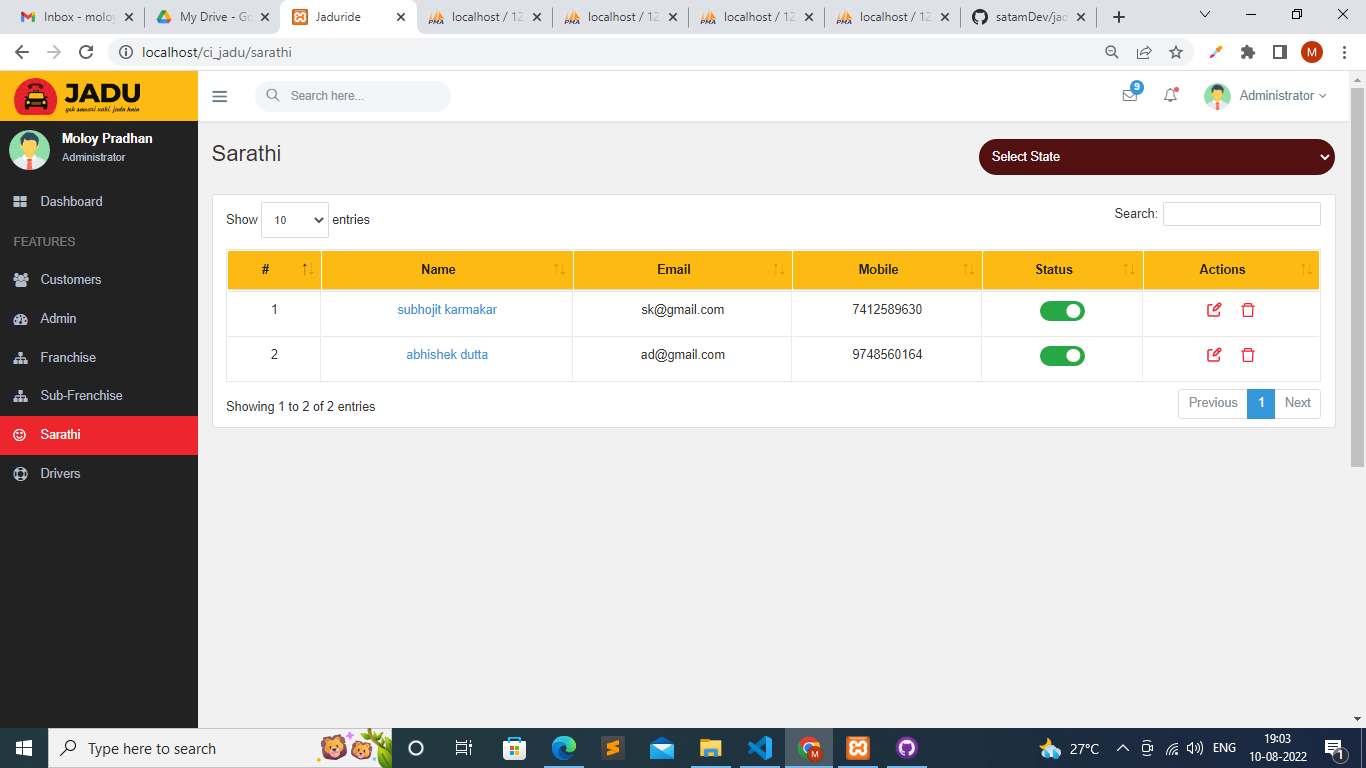 Inbox - moloy
My Drive - Go
Jaduride
localhost / 12
localhost / 12
localhost / 12
localhost / 12
satamDev/jad
localhost/ci_jadu/sarathi
M
JADU
yeh sawari nahi, jadu hain
Search here...
9
Administrator
Moloy Pradhan
Administrator
Dashboard
FEATURES
Customers
Admin
Franchise
Sub-Frenchise
Sarathi
Drivers
Sarathi
Select State
Show 10 entries
Search:
# Name Email Mobile Status Actions
1 subhojit karmakar sk@gmail.com 7412589630
2 abhishek dutta ad@gmail.com 9748560164
Showing 1 to 2 of 2 entries
Previous 1 Next
Type here to search
27°C
ENG
19:03
10-08-2022
1